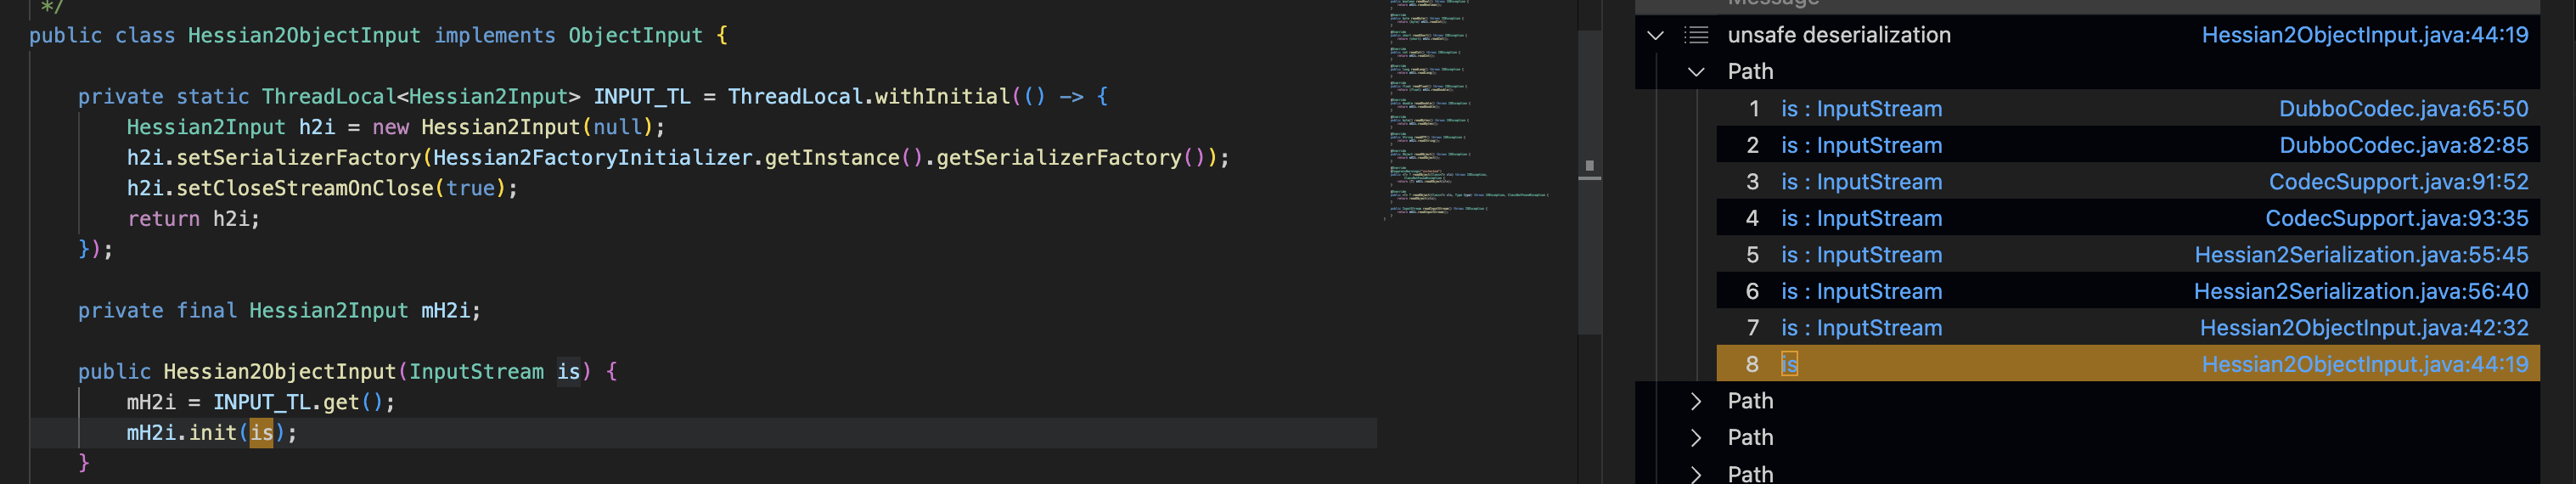 */
public class Hessian2ObjectInput implements ObjectInput {
private static ThreadLocal<Hessian2Input> INPUT_TL = ThreadLocal.withInitial(() -> {
Hessian2Input h2i = new Hessian2Input(null);
h2i.setSerializerFactory(Hessian2FactoryInitializer.getInstance().getSerializerFactory());
h2i.setCloseStreamOnClose(true);
return h2i;
});
private final Hessian2Input mH2i;
public Hessian2ObjectInput(InputStream is) {
mH2i = INPUT_TL.get();
mH2i.init(is);
}
Message
unsafe deserialization Hessian2ObjectInput.java:44:19
Path
1 is : InputStream DubboCodec.java:65:50
2 is : InputStream DubboCodec.java:82:85
3 is : InputStream CodecSupport.java:91:52
4 is : InputStream CodecSupport.java:93:35
5 is : InputStream Hessian2Serialization.java:55:45
6 is : InputStream Hessian2Serialization.java:56:40
7 is : InputStream Hessian2ObjectInput.java:42:32
8 is Hessian2ObjectInput.java:44:19
Path
Path
Path